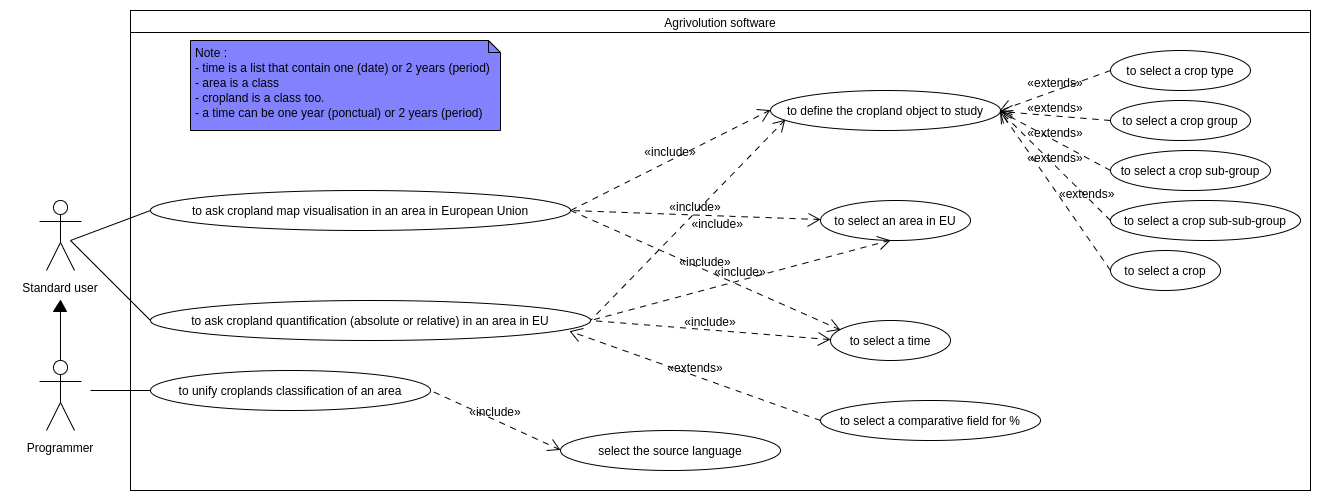 Agrivolution software
Note :
- time is a list that contain one (date) or 2 years (period)
- area is a class
- cropland is a class too.
- a time can be one year (ponctual) or 2 years (period)
to define the cropland object to study
to select a crop type
«extends»
to select a crop group
«extends»
to select a crop sub-group
«extends»
to select a crop sub-sub-group
«extends»
to select a crop
«extends»
«include»
to ask cropland map visualisation in an area in European Union
«include»
«include»
to select an area in EU
«include»
«include»
Standard user
to ask cropland quantification (absolute or relative) in an area in EU
«include»
to select a time
«extends»
to unify croplands classification of an area
«include»
to select a comparative field for %
Programmer
select the source language